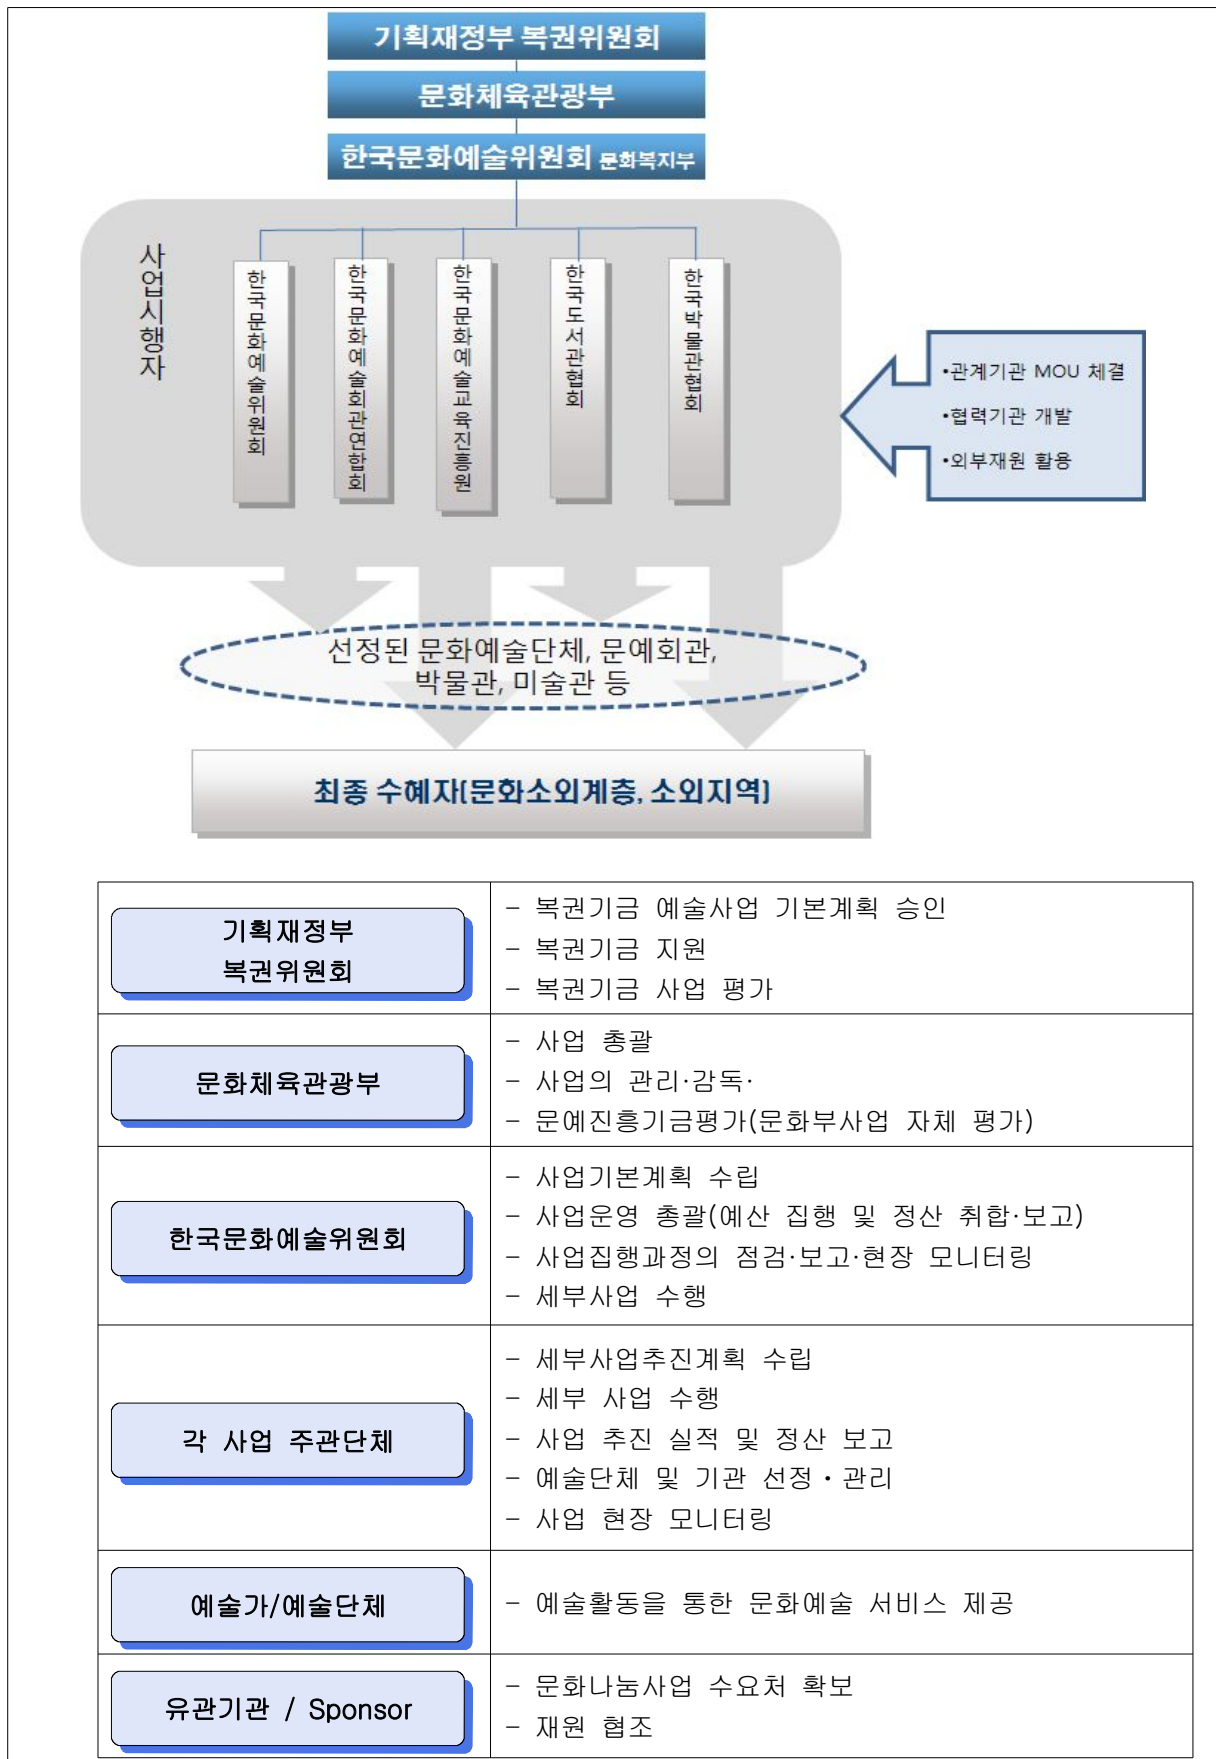 기획재정부 복권위원회
문화체육관광부
한국문화예술위원회 문화복지부
사업시행자
한국문화예술위원회
한국문화예술회관연합회
한국문화예술교육진흥원
한국도서관협회
한국박물관협회
•관계기관 MOU 체결
•협력기관 개발
•외부재원 활용
선정된 문화예술단체, 문예회관,
박물관, 미술관 등
최종 수혜자(문화소외계층, 소외지역)
기획재정부
복권위원회
- 복권기금 예술사업 기본계획 승인
- 복권기금 지원
- 복권기금 사업 평가
문화체육관광부
- 사업 총괄
- 사업의 관리·감독·
- 문예진흥기금평가(문화부사업 자체 평가)
한국문화예술위원회
- 사업기본계획 수립
- 사업운영 총괄(예산 집행 및 정산 취합·보고)
- 사업집행과정의 점검·보고·현장 모니터링
- 세부사업 수행
각 사업 주관단체
- 세부사업추진계획 수립
- 세부 사업 수행
- 사업 추진 실적 및 정산 보고
- 예술단체 및 기관 선정・관리
- 사업 현장 모니터링
예술가/예술단체
- 예술활동을 통한 문화예술 서비스 제공
유관기관 / Sponsor
- 문화나눔사업 수요처 확보
- 재원 협조